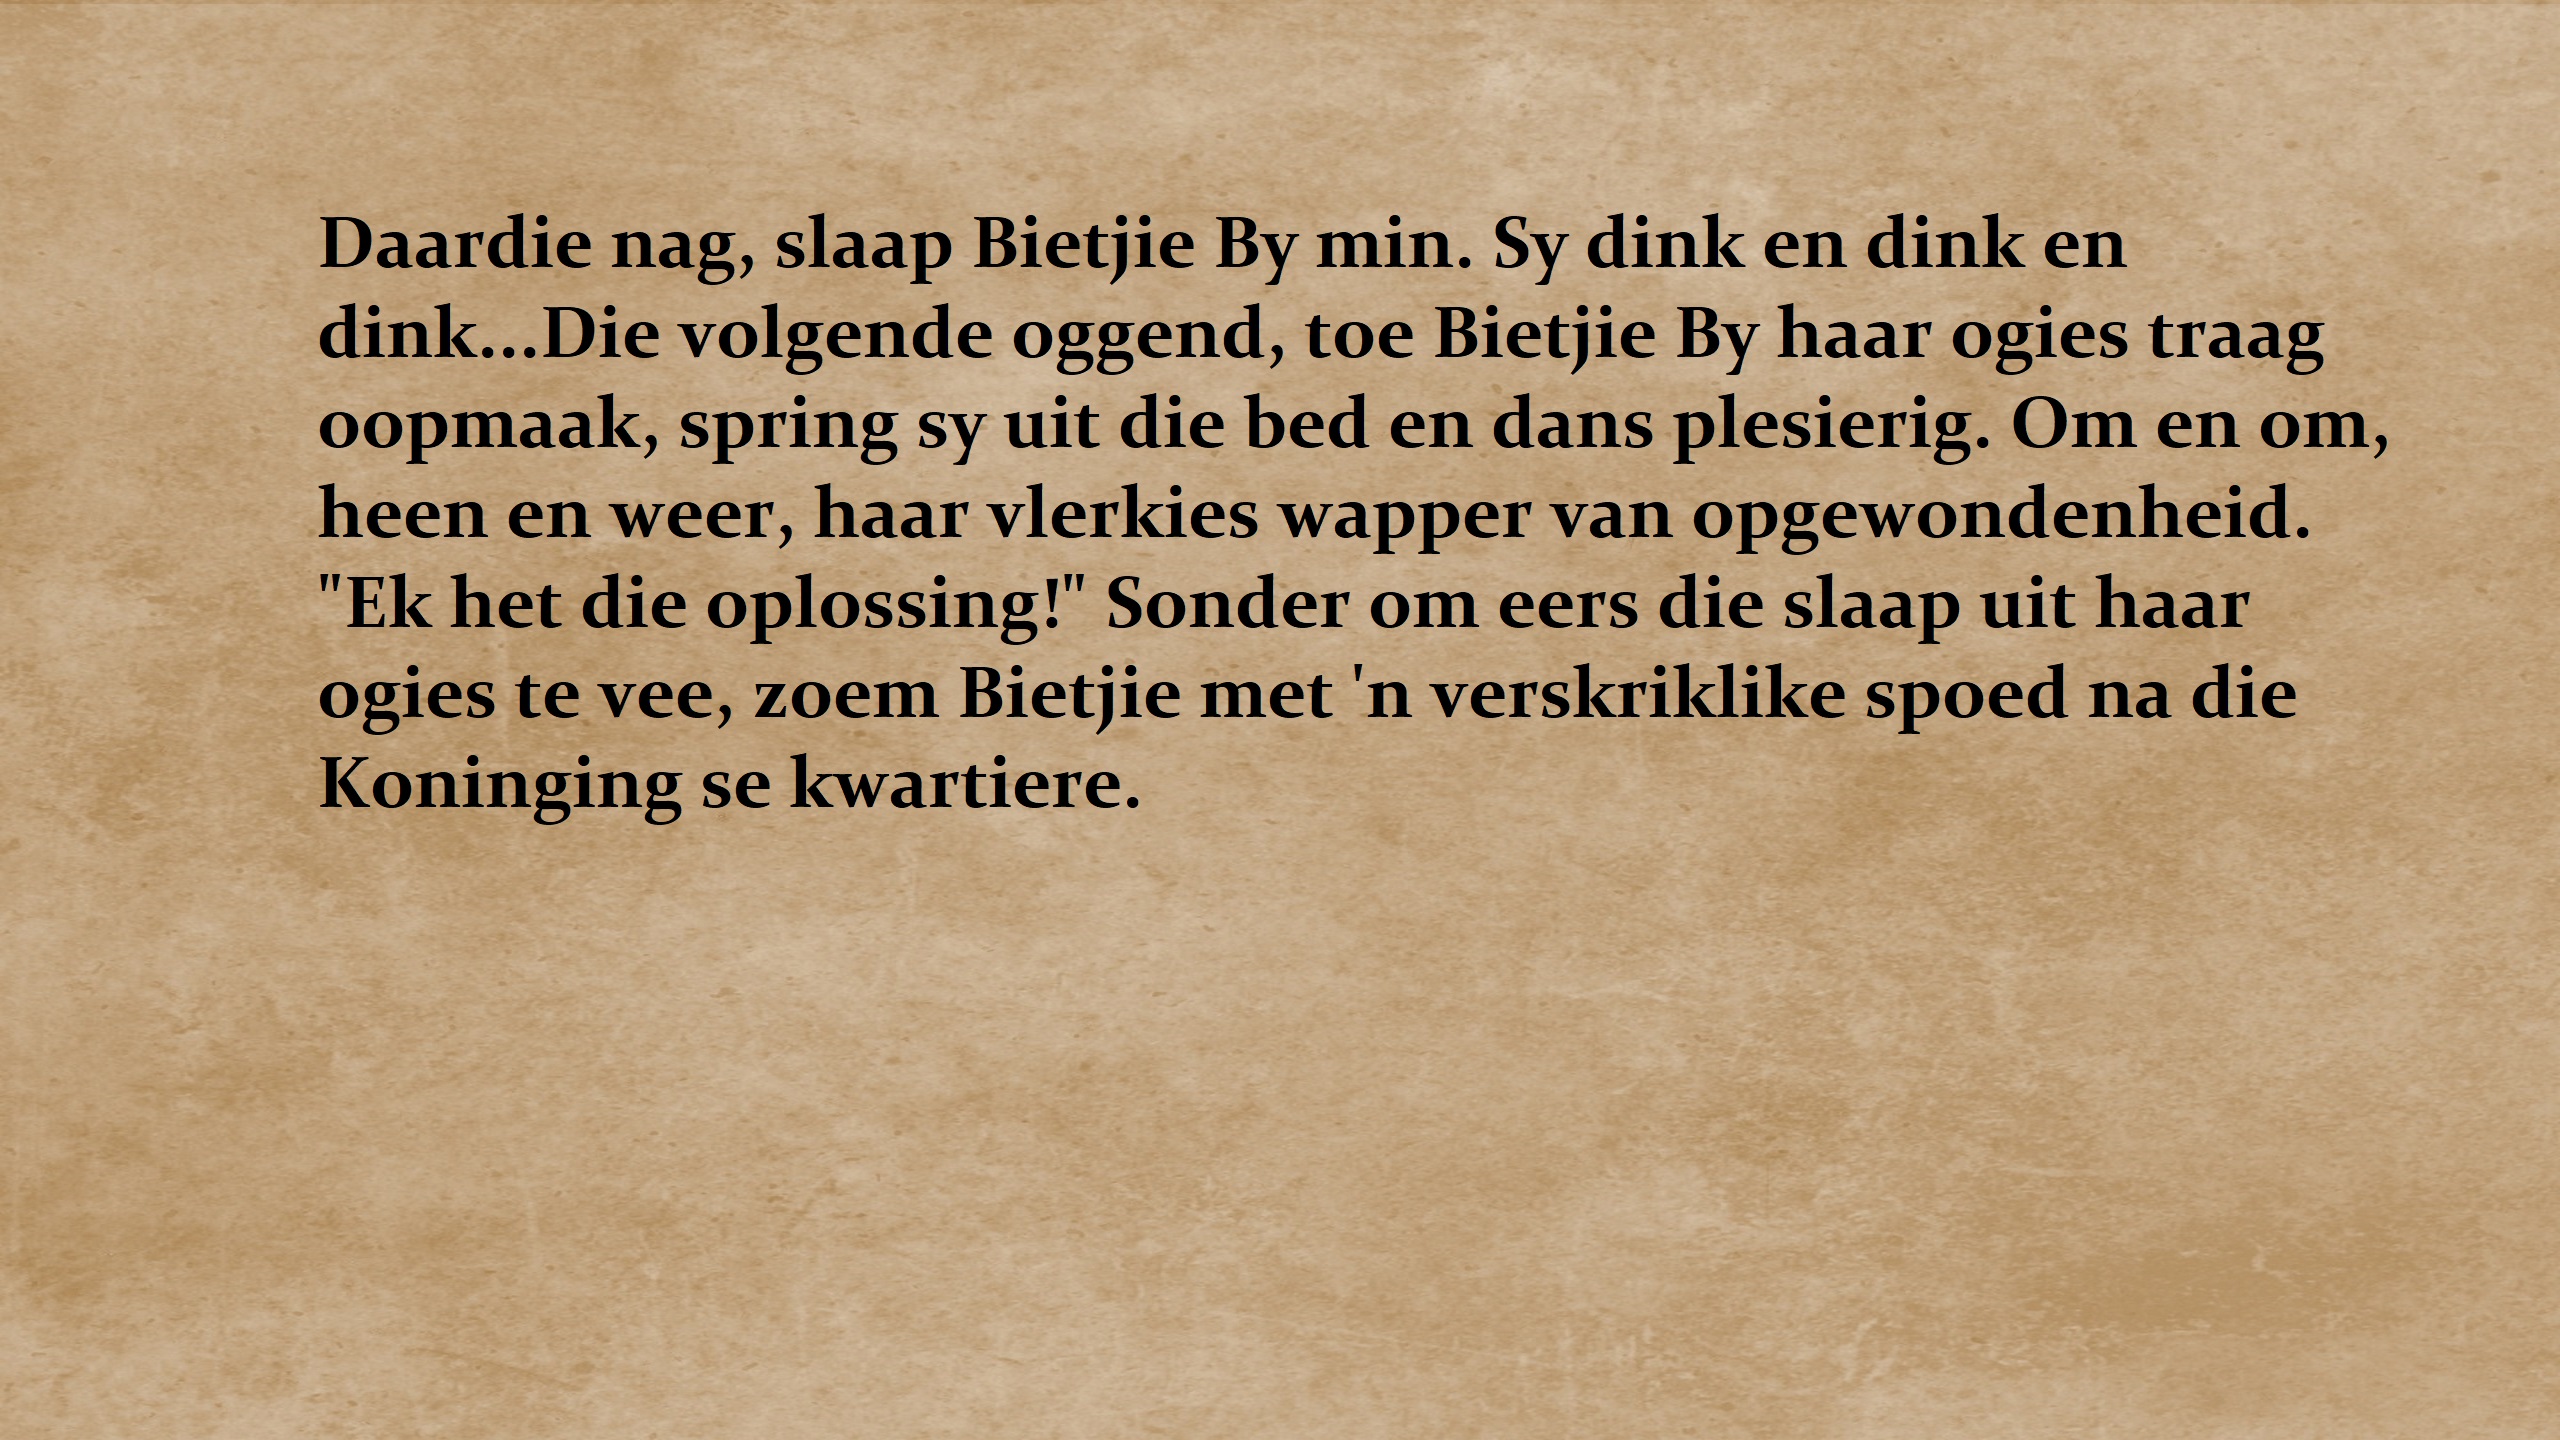 Daardie nag, slaap Bietjie By min. Sy dink en dink en
dink...Die volgende oggend, toe Bietjie By haar ogies traag
oopmaak, spring sy uit die bed en dans plesierig. Om en om,
heen en weer, haar vlerkies wapper van opgewondenheid.
"Ek het die oplossing!" Sonder om eers die slaap uit haar
ogies te vee, zoem Bietjie met 'n verskriklike spoed na die
Koninging se kwartiere.